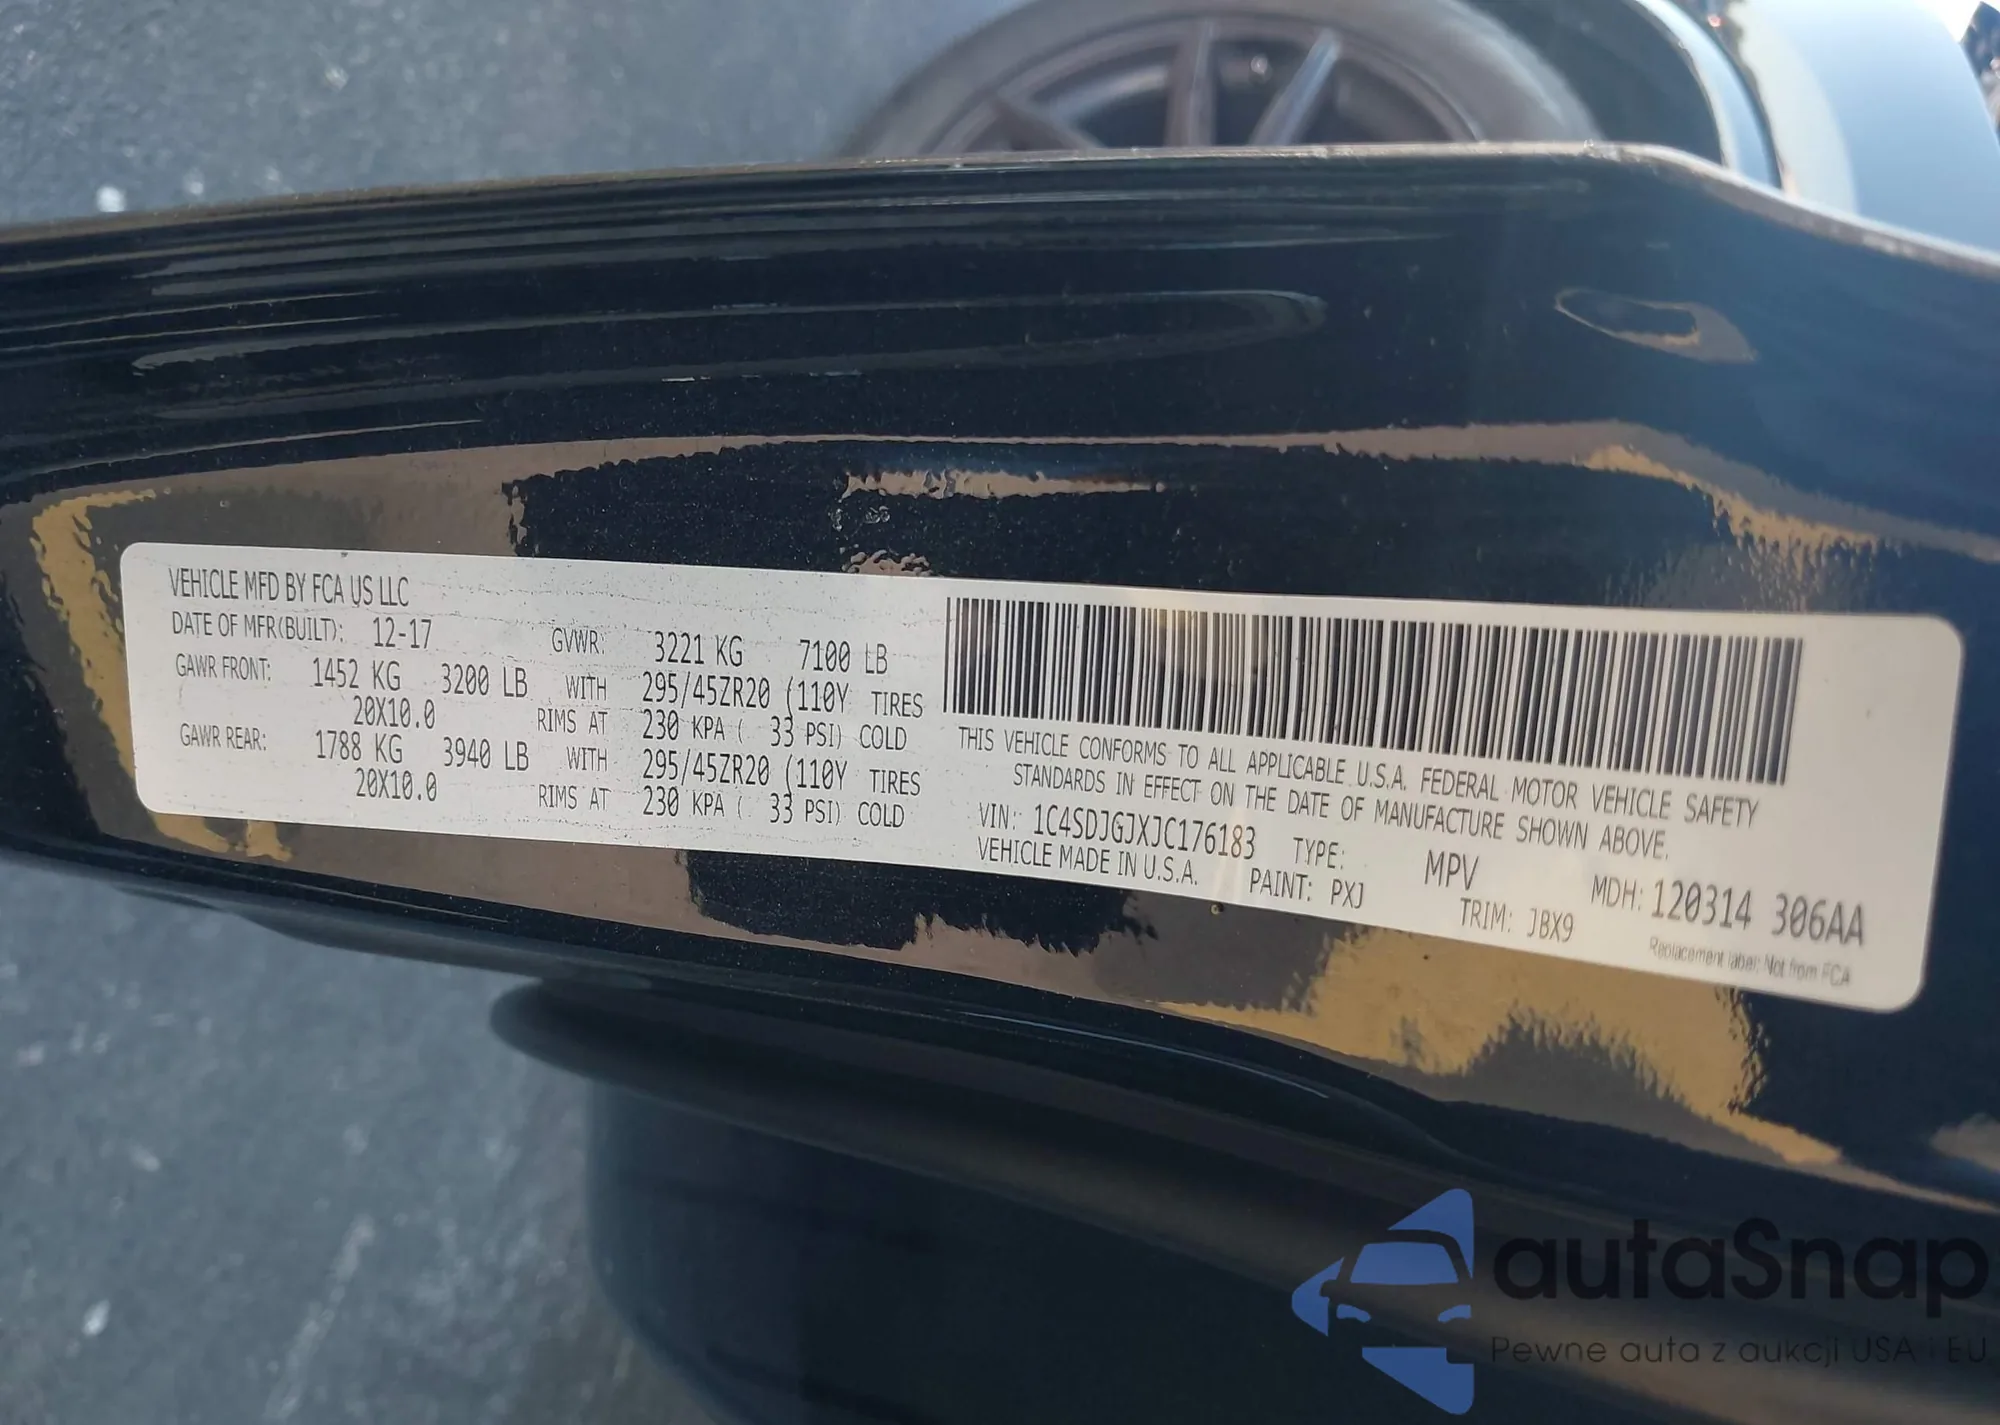 VEHICLE MFD BY FCA US LLC
DATE OF MFR(BUILT): 12-17 GVWR: 3221 KG 7100 LB
GAWR FRONT: 1452 KG 3200 LB WITH 295/45ZR20 (110Y TIRES
20X10.0 RIMS AT 230 KPA ( 33 PSI) COLD
GAWR REAR: 1788 KG 3940 LB WITH 295/45ZR20 (110Y TIRES
20X10.0 RIMS AT 230 KPA ( 33 PSI) COLD
THIS VEHICLE CONFORMS TO ALL APPLICABLE U.S.A. FEDERAL MOTOR VEHICLE SAFETY
STANDARDS IN EFFECT ON THE DATE OF MANUFACTURE SHOWN ABOVE.
VIN: 1C4SDJGJXJC176183 TYPE: MPV MDH: 120314 306AA
VEHICLE MADE IN U.S.A. PAINT: PXJ TRIM: JBX9
Replacement label; Not from FCA
autaSnap
Pewne auta z aukcji USA i EU